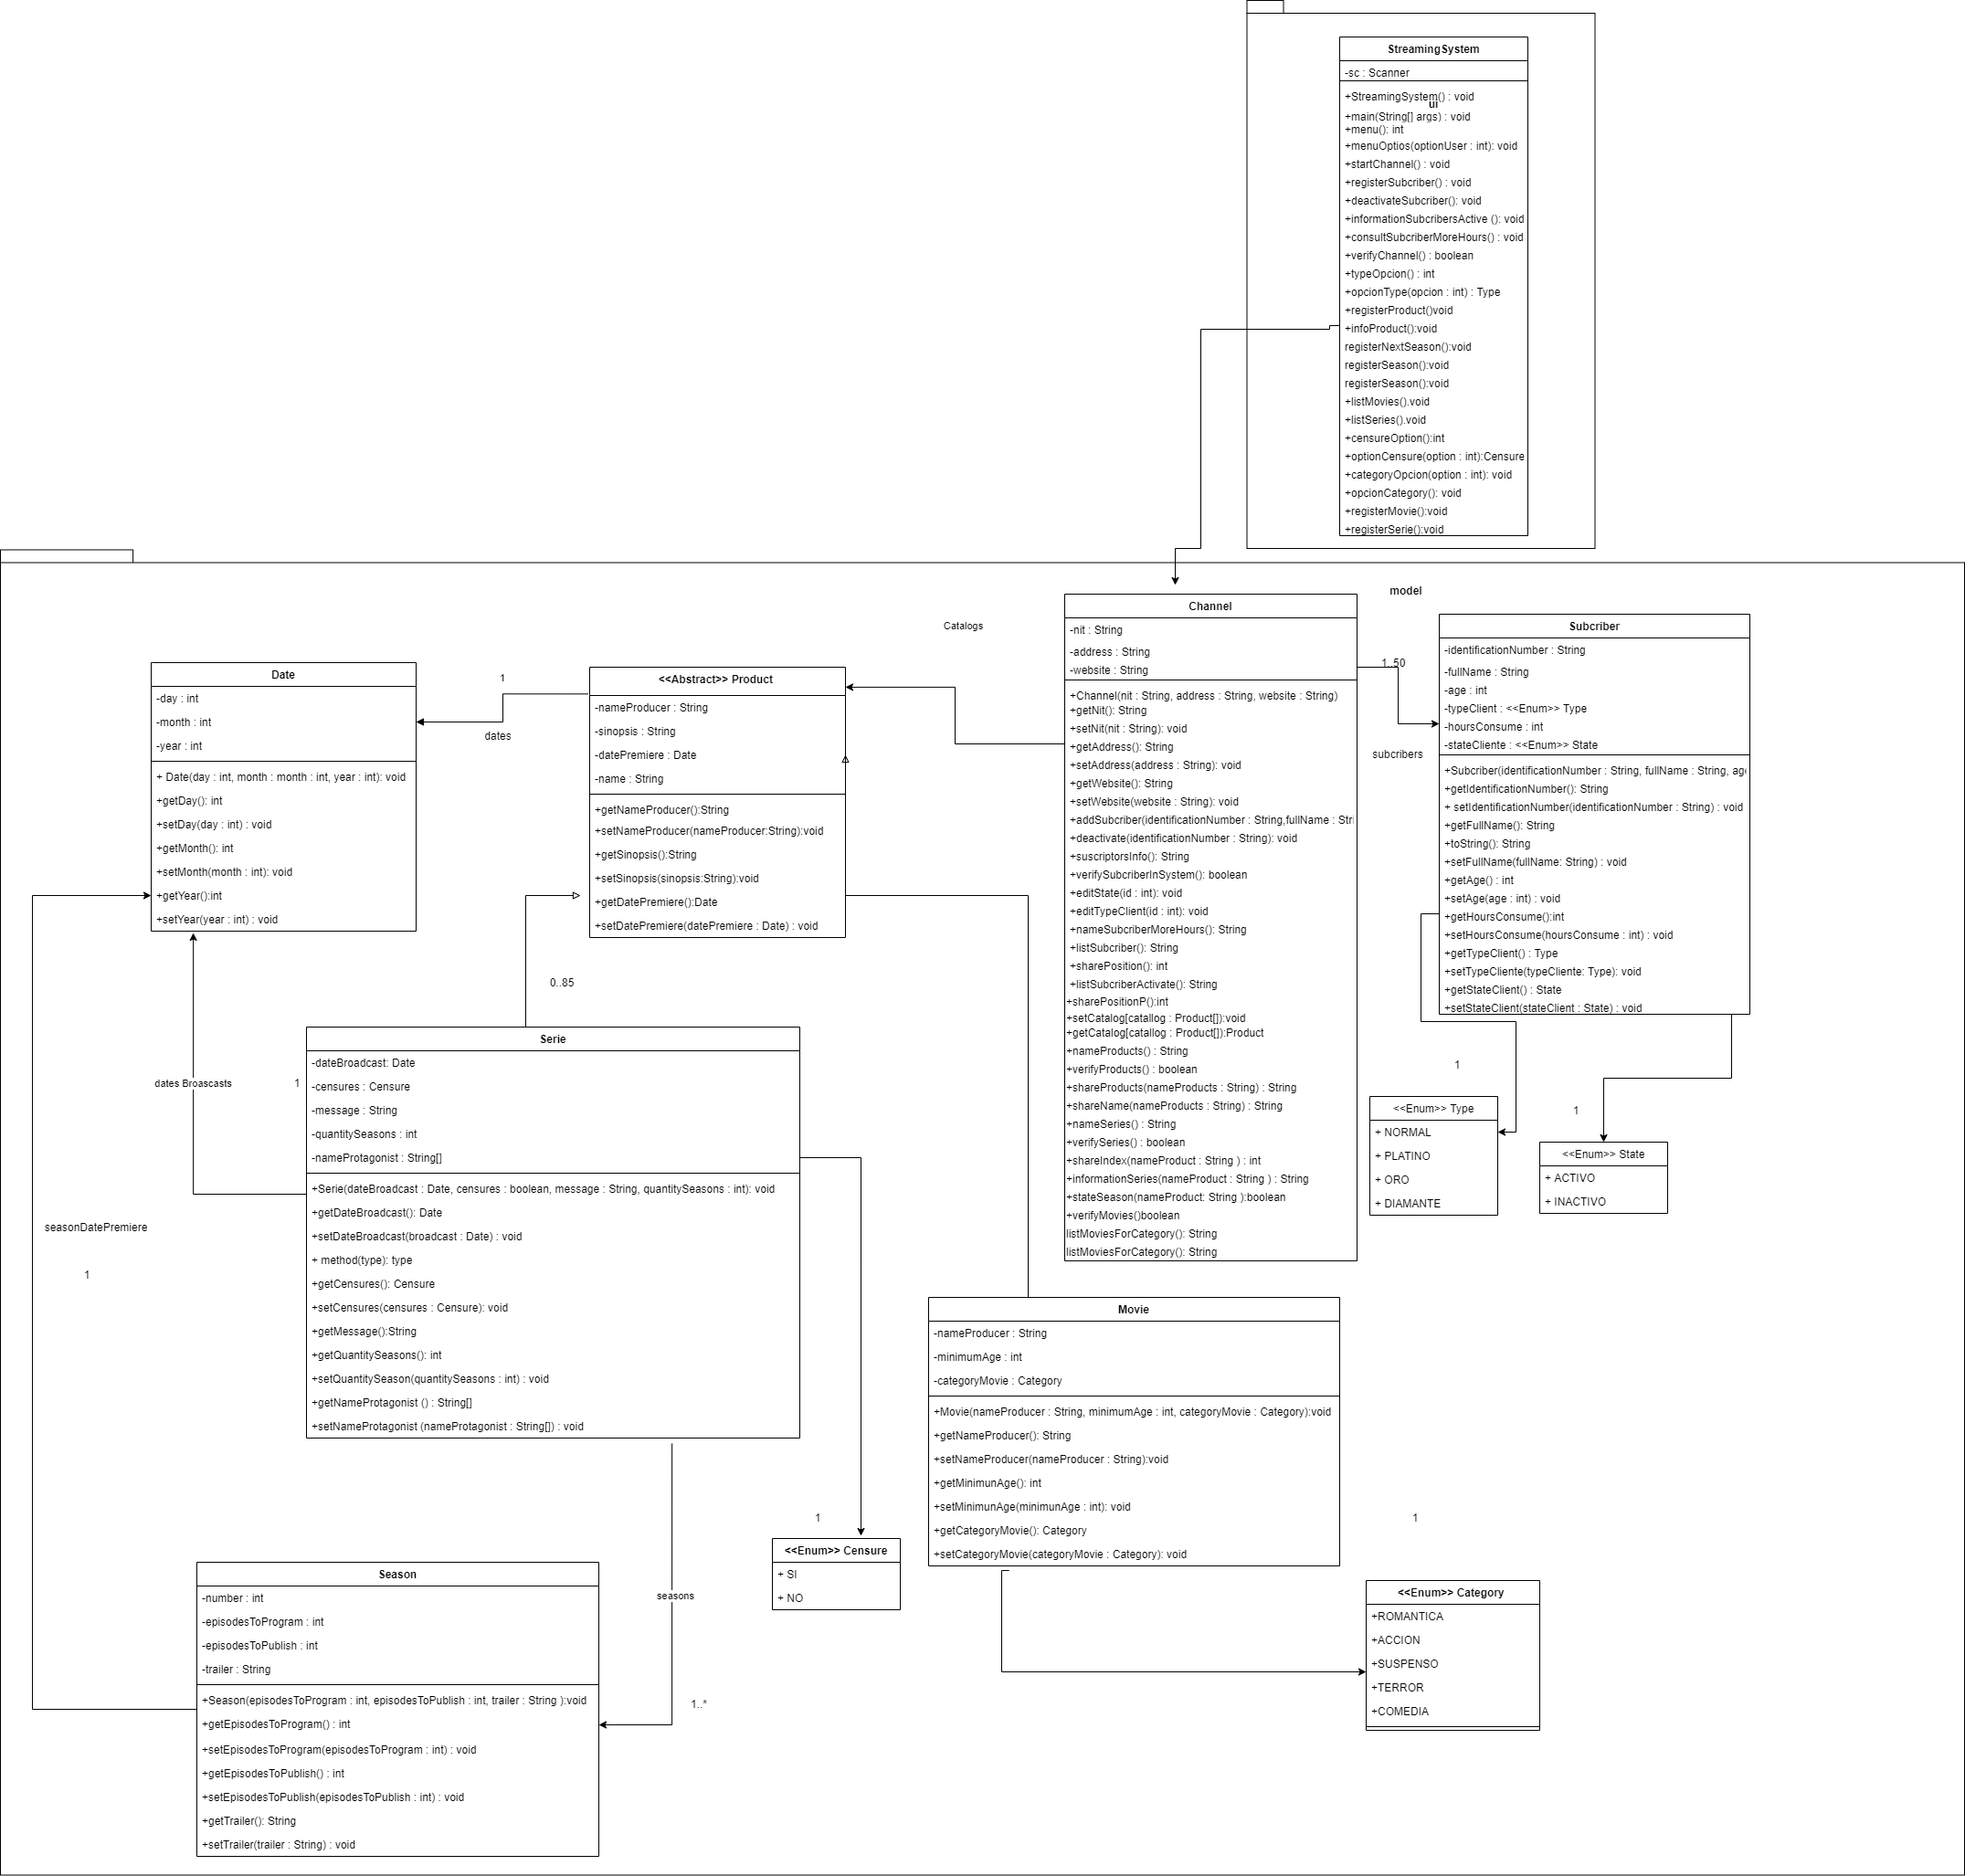 StreamingSystem
-sc : Scanner
+StreamingSystem() : void
ui
+main(String[] args) : void
+menu(): int
+menuOptios(optionUser : int): void
+startChannel() : void
+registerSubcriber() : void
+deactivateSubcriber(): void
+informationSubcribersActive (): void
+consultSubcriberMoreHours() : void
+verifyChannel() : boolean
+typeOpcion() : int
+opcionType(opcion : int) : Type
+registerProduct()void
+infoProduct():void
registerNextSeason():void
registerSeason():void
registerSeason():void
+listMovies().void
+listSeries().void
+censureOption():int
+optionCensure(option : int):Censure
+categoryOpcion(option : int): void
+opcionCategory(): void
+registerMovie():void
+registerSerie():void
model
Channel
-nit : String
-address : String
-website : String
+Channel(nit : String, address : String, website : String)
+getNit(): String
+setNit(nit : String): void
+getAddress(): String
+setAddress(address : String): void
+getWebsite(): String
+setWebsite(website : String): void
+addSubcriber(identificationNumber : String,fullName : Stri
+deactivate(identificationNumber : String): void
+suscriptorsInfo(): String
+verifySubcriberInSystem(): boolean
+editState(id : int): void
+editTypeClient(id : int): void
+nameSubcriberMoreHours(): String
+listSubcriber(): String
+sharePosition(): int
+listSubcriberActivate(): String
+sharePositionP():int
+setCatalog[catallog : Product[]):void
+getCatalog[catallog : Product[]):Product
+nameProducts() : String
+verifyProducts() : boolean
+shareProducts(nameProducts : String) : String
+shareName(nameProducts : String) : String
+nameSeries() : String
+verifySeries() : boolean
+shareIndex(nameProduct : String ) : int
+informationSeries(nameProduct : String ) : String
+stateSeason(nameProduct: String ):boolean
+verifyMovies()boolean
listMoviesForCategory(): String
listMoviesForCategory(): String
Catalogs
1..50
subcribers
Subcriber
-identificationNumber : String
-fullName : String
-age : int
-typeClient : <<Enum>> Type
-hoursConsume : int
-stateCliente : <<Enum>> State
+Subcriber(identificationNumber : String, fullName : String, age
+getIdentificationNumber(): String
+ setIdentificationNumber(identificationNumber : String) : void
+getFullName(): String
+toString(): String
+setFullName(fullName: String) : void
+getAge() : int
+setAge(age : int) : void
+getHoursConsume():int
+setHoursConsume(hoursConsume : int) : void
+getTypeClient() : Type
+setTypeCliente(typeCliente: Type): void
+getStateClient() : State
+setStateClient(stateClient : State) : void
Date
-day : int
-month : int
-year : int
+ Date(day : int, month : month : int, year : int): void
+getDay(): int
+setDay(day : int) : void
+getMonth(): int
+setMonth(month : int): void
+getYear():int
+setYear(year : int) : void
1
dates
<<Abstract>> Product
-nameProducer : String
-sinopsis : String
-datePremiere : Date
-name : String
+getNameProducer():String
+setNameProducer(nameProducer:String):void
+getSinopsis():String
+setSinopsis(sinopsis:String):void
+getDatePremiere():Date
+setDatePremiere(datePremiere : Date) : void
0..85
Serie
-dateBroadcast: Date
-censures : Censure
-message : String
-quantitySeasons : int
-nameProtagonist : String[]
+Serie(dateBroadcast : Date, censures : boolean, message : String, quantitySeasons : int): void
+getDateBroadcast(): Date
+setDateBroadcast(broadcast : Date) : void
+ method(type): type
+getCensures(): Censure
+setCensures(censures : Censure): void
+getMessage():String
+getQuantitySeasons(): int
+setQuantitySeason(quantitySeasons : int) : void
+getNameProtagonist () : String[]
+setNameProtagonist (nameProtagonist : String[]) : void
dates Broascasts
1
seasonDatePremiere
1
1
<<Enum>> Type
+ NORMAL
+ PLATINO
+ ORO
+ DIAMANTE
1
<<Enum>> State
+ ACTIVO
+ INACTIVO
Movie
-nameProducer : String
-minimumAge : int
-categoryMovie : Category
+Movie(nameProducer : String, minimumAge : int, categoryMovie : Category):void
+getNameProducer(): String
+setNameProducer(nameProducer : String):void
+getMinimunAge(): int
+setMinimunAge(minimunAge : int): void
+getCategoryMovie(): Category
+setCategoryMovie(categoryMovie : Category): void
1
<<Enum>> Censure
+ SI
+ NO
1
<<Enum>> Category
+ROMANTICA
+ACCION
+SUSPENSO
+TERROR
+COMEDIA
seasons
1..*
Season
-number : int
-episodesToProgram : int
-episodesToPublish : int
-trailer : String
+Season(episodesToProgram : int, episodesToPublish : int, trailer : String ):void
+getEpisodesToProgram() : int
+setEpisodesToProgram(episodesToProgram : int) : void
+getEpisodesToPublish() : int
+setEpisodesToPublish(episodesToPublish : int) : void
+getTrailer(): String
+setTrailer(trailer : String) : void